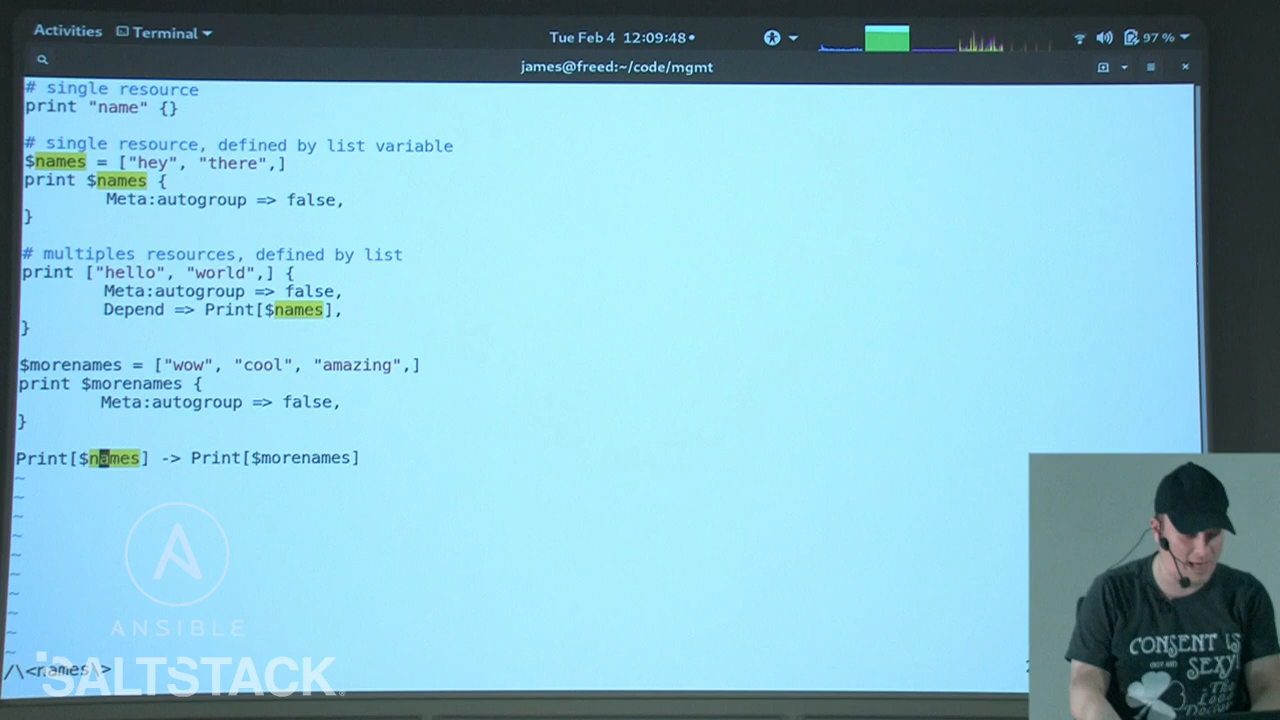 Activities Terminal Tue Feb 4 12:09:48 97 %
james@freed:~/code/mgmt
# single resource
print "name" {}
# single resource, defined by list variable
$names = ["hey", "there",]
print $names {
Meta:autogroup => false,
}
# multiples resources, defined by list
print ["hello", "world",] {
Meta:autogroup => false,
Depend => Print[$names],
}
$morenames = ["wow", "cool", "amazing",]
print $morenames {
Meta:autogroup => false,
}
Print[$names] -> Print[$morenames]
~
~
~
~
~
~
~
~
~
~
/\<names\>
ANSIBLE
SALTSTACK
CONSENT IS
SEXY!
The